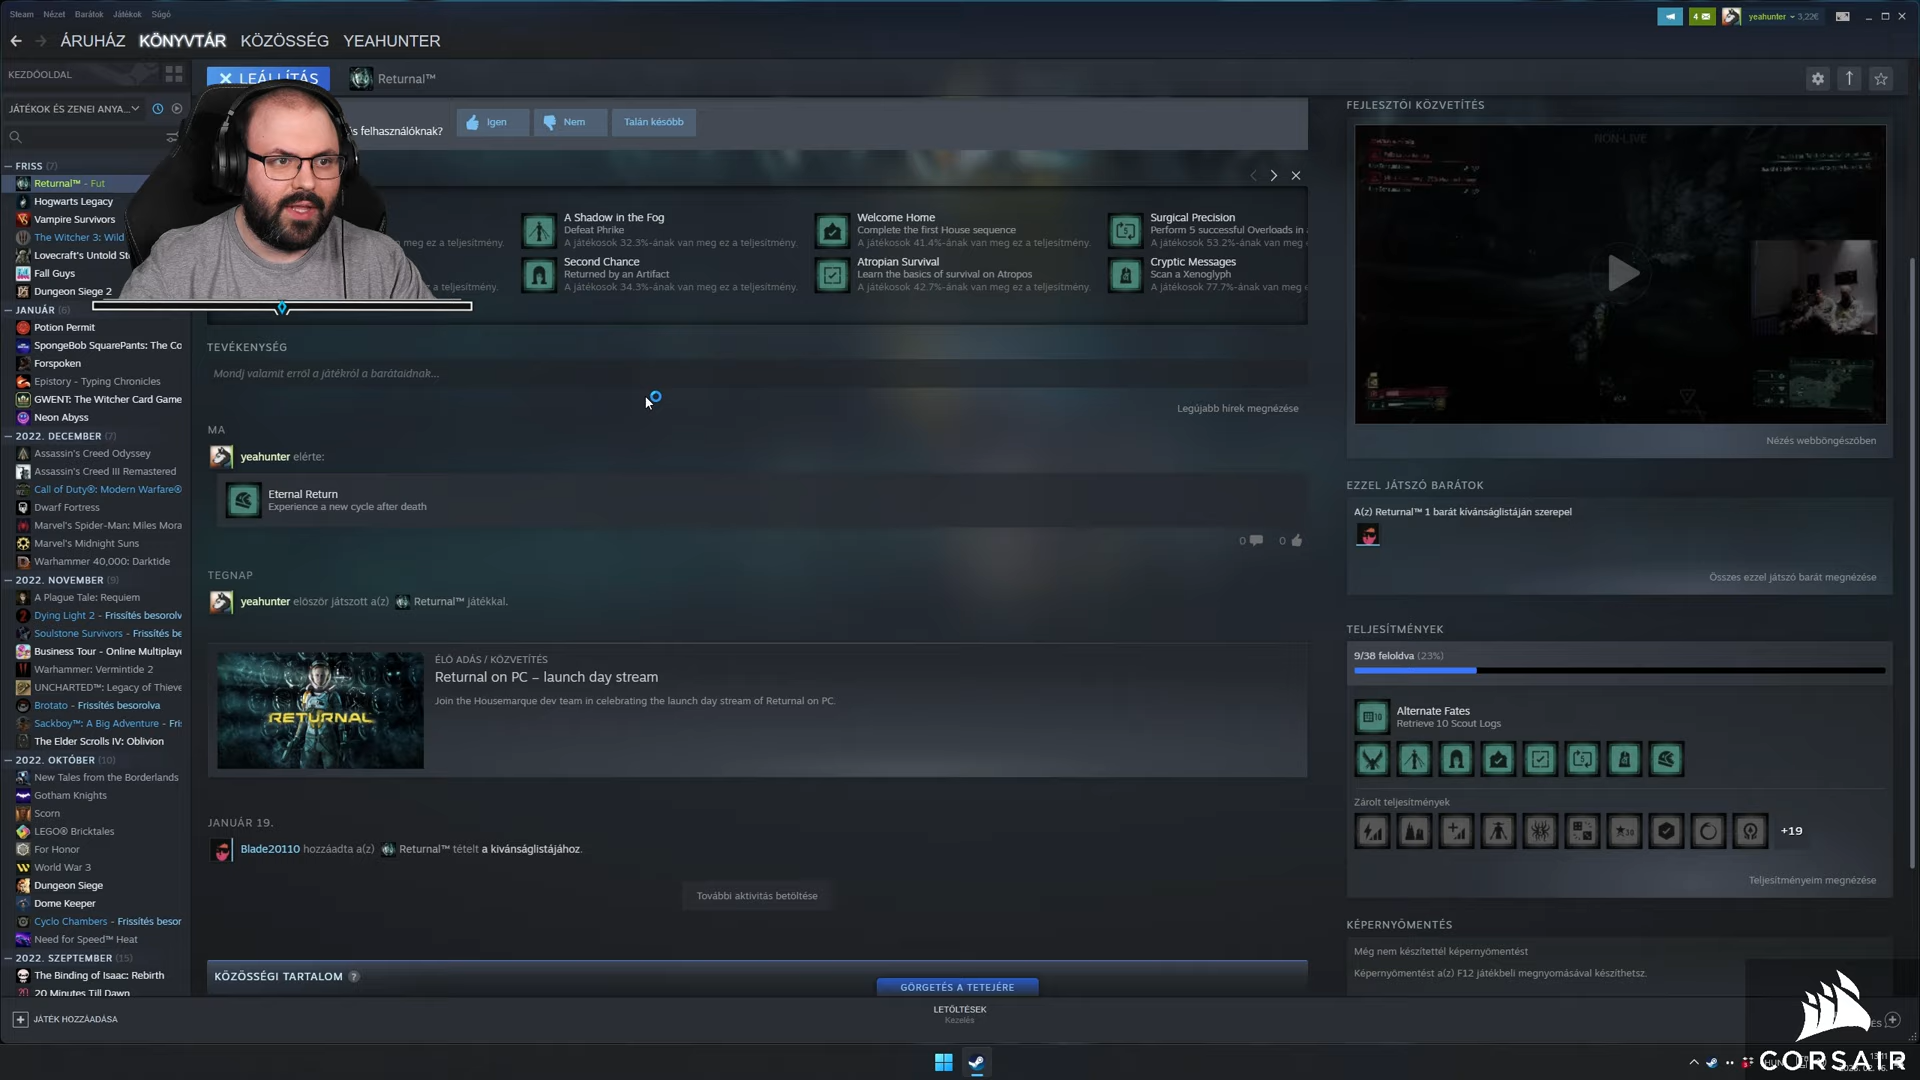 Steam Nézet Barátok Játékok Súgó
4
yeahunter
3,22€
ÁRUHÁZ KÖNYVTÁR KÖZÖSSÉG YEAHUNTER
KEZDŐOLDAL
JÁTÉKOK ÉS ZENEI ANYA...
FRISS (7)
Returnal™ - Fut
Hogwarts Legacy
Vampire Survivors
The Witcher 3: Wild
Lovecraft's Untold St
Fall Guys
Dungeon Siege 2
JANUÁR (6)
Potion Permit
SpongeBob SquarePants: The Co
Forspoken
Epistory - Typing Chronicles
GWENT: The Witcher Card Game
Neon Abyss
2022. DECEMBER (7)
Assassin's Creed Odyssey
Assassin's Creed III Remastered
Call of Duty®: Modern Warfare®
Dwarf Fortress
Marvel's Spider-Man: Miles Mora
Marvel's Midnight Suns
Warhammer 40,000: Darktide
2022. NOVEMBER (9)
A Plague Tale: Requiem
Dying Light 2 - Frissítés besorolv
Soulstone Survivors - Frissítés be
Business Tour - Online Multiplaye
Warhammer: Vermintide 2
UNCHARTED™: Legacy of Thieve
Brotato - Frissítés besorolva
Sackboy™: A Big Adventure - Fri
The Elder Scrolls IV: Oblivion
2022. OKTÓBER (10)
New Tales from the Borderlands
Gotham Knights
Scorn
LEGO® Bricktales
For Honor
World War 3
Dungeon Siege
Dome Keeper
Cyclo Chambers - Frissítés besor
Need for Speed™ Heat
2022. SZEPTEMBER (15)
The Binding of Isaac: Rebirth
20 Minutes Till Dawn
JÁTÉK HOZZÁADÁSA
LEÁLLÍTÁS
Returnal™
is felhasználóknak?
Igen
Nem
Talán később
meg ez a teljesítmény.
meg ez a teljesítmény.
A Shadow in the Fog
Defeat Phrike
A játékosok 32.3%-ának van meg ez a teljesítmény.
Second Chance
Returned by an Artifact
A játékosok 34.3%-ának van meg ez a teljesítmény.
Welcome Home
Complete the first House sequence
A játékosok 41.4%-ának van meg ez a teljesítmény.
Atropian Survival
Learn the basics of survival on Atropos
A játékosok 42.7%-ának van meg ez a teljesítmény.
Surgical Precision
Perform 5 successful Overloads in
A játékosok 53.2%-ának van meg ez a
Cryptic Messages
Scan a Xenoglyph
A játékosok 77.7%-ának van meg ez a
TEVÉKENYSÉG
Mondj valamit erről a játékról a barátaidnak...
Legújabb hírek megnézése
MA
yeahunter elérte:
Eternal Return
Experience a new cycle after death
0
0
TEGNAP
yeahunter először játszott a(z) Returnal™ játékkal.
ÉLŐ ADÁS / KÖZVETÍTÉS
Returnal on PC – launch day stream
Join the Housemarque dev team in celebrating the launch day stream of Returnal on PC.
RETURNAL
JANUÁR 19.
Blade20110 hozzáadta a(z) Returnal™ tételt a kívánságlistájához.
További aktivitás betöltése
KÖZÖSSÉGI TARTALOM ?
GÖRGETÉS A TETEJÉRE
LETÖLTÉSEK
Kezelés
FEJLESZTŐI KÖZVETÍTÉS
NON-LIVE
Nézés webböngészőben
EZZEL JÁTSZÓ BARÁTOK
A(z) Returnal™ 1 barát kívánságlistáján szerepel
Összes ezzel játszó barát megnézése
TELJESÍTMÉNYEK
9/38 feloldva (23%)
Alternate Fates
Retrieve 10 Scout Logs
Zárolt teljesítmények
+19
Teljesítményeim megnézése
KÉPERNYŐMENTÉS
Még nem készítettél képernyőmentést
Képernyőmentést a(z) F12 játékbeli megnyomásával készíthetsz.
CORSAIR